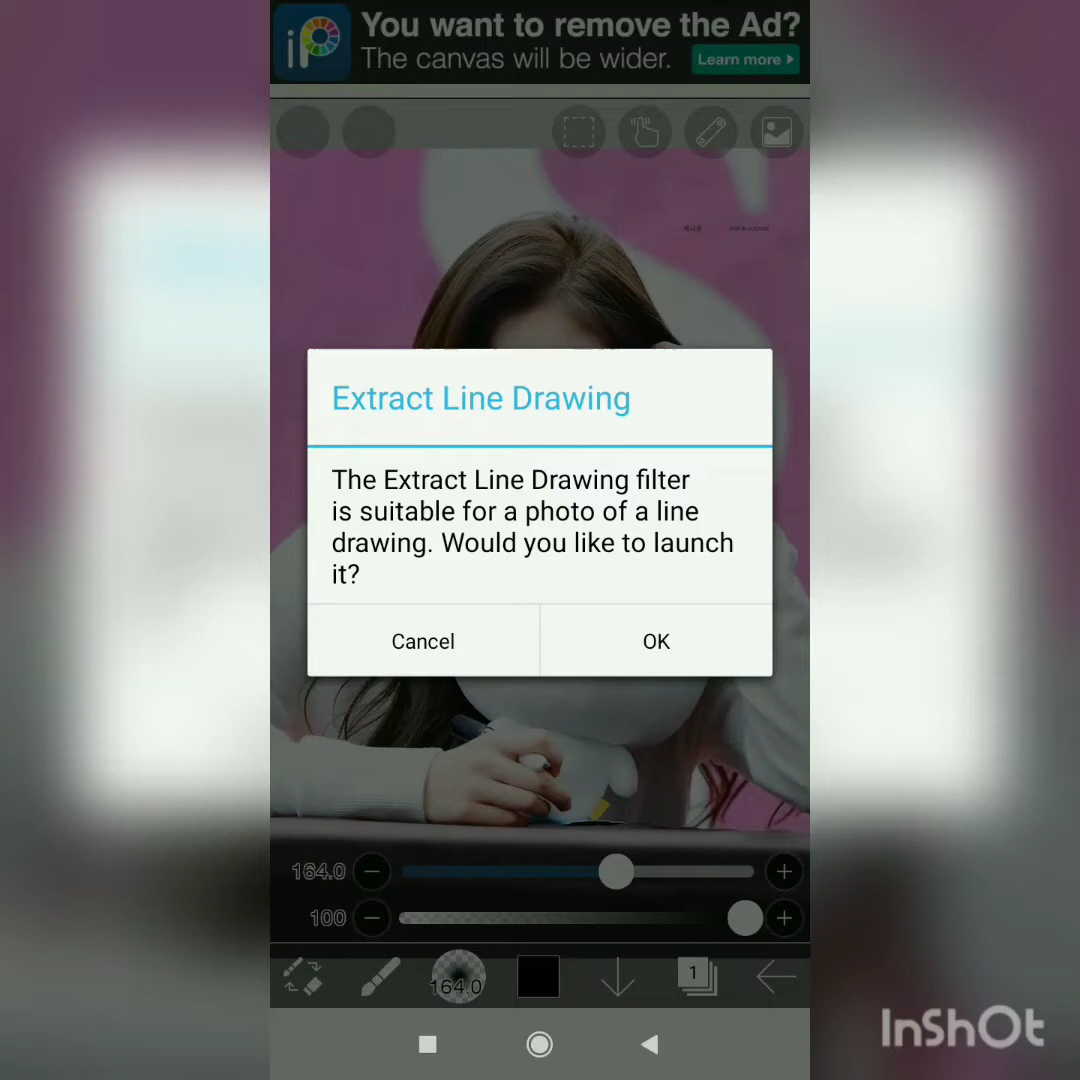 iP
You want to remove the Ad?
The canvas will be wider.
Learn more
Extract Line Drawing
The Extract Line Drawing filter
is suitable for a photo of a line
drawing. Would you like to launch
it?
Cancel
OK
164.0
100
164.0
1
InShOt